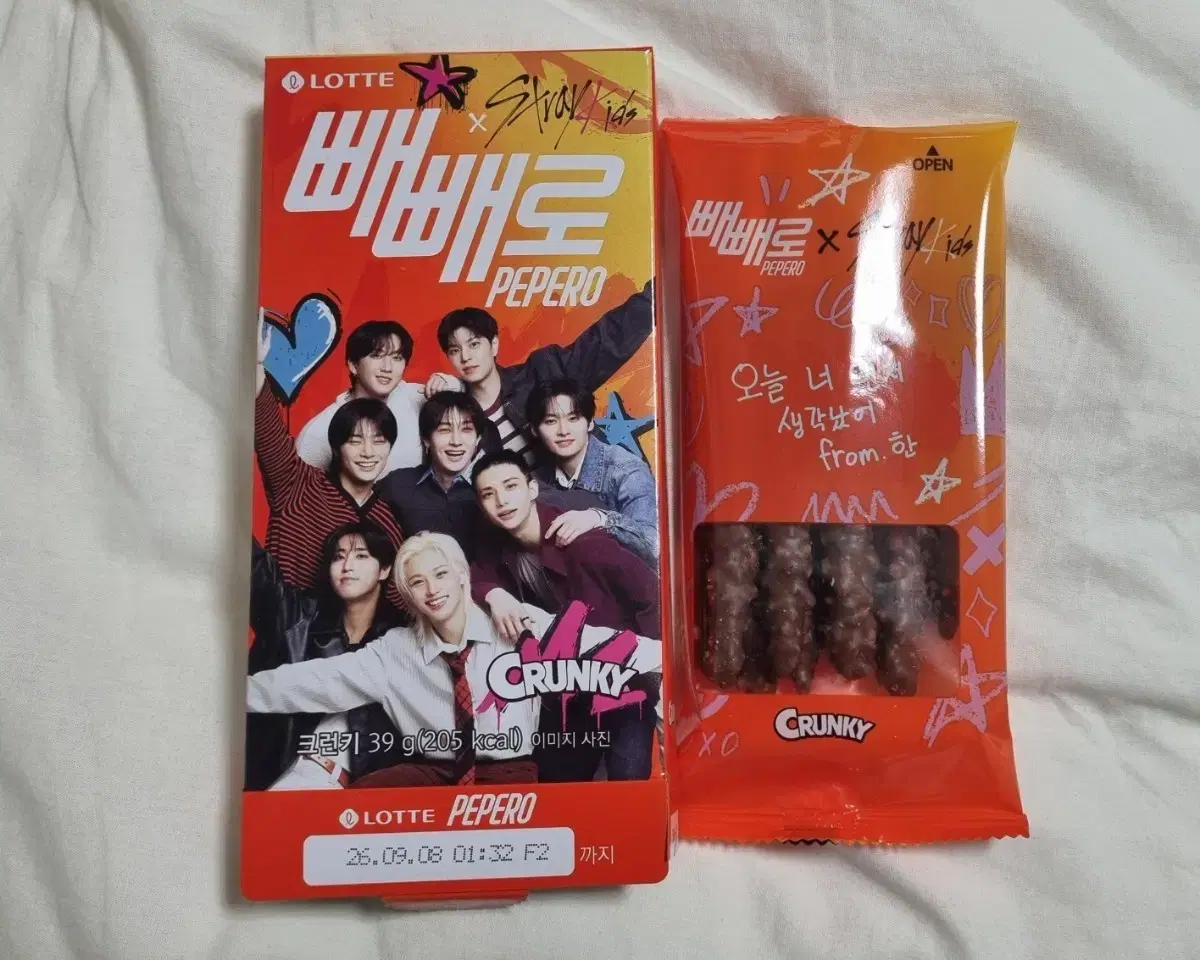 LOTTE
x Stray Kids
빼빼로
PEPERO
CRUNKY
크런키 39 g(205 kcal) 이미지 사진
LOTTE PEPERO
26.09.08 01:32 F2 까지
OPEN
빼빼로 x Stray Kids
PEPERO
오늘 너
생각났어
from. 한
CRUNKY
XO